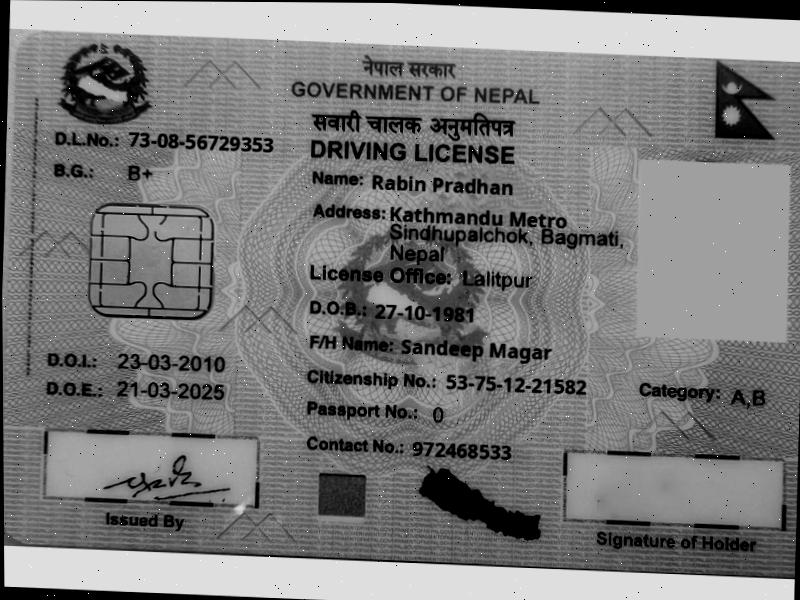 नेपाल सरकार
GOVERNMENT OF NEPAL
सवारी चालक अनुमतिपत्र
DRIVING LICENSE
D.L.No.: 73-08-56729353
B.G.: B+
Name: Rabin Pradhan
Address: Kathmandu Metro
Sindhupalchok, Bagmati,
Nepal
License Office: Lalitpur
D.O.B.: 27-10-1981
F/H Name: Sandeep Magar
D.O.I.: 23-03-2010
D.O.E.: 21-03-2025
Citizenship No.: 53-75-12-21582
Category: A,B
Passport No.: 0
Contact No.: 972468533
Issued By
Signature of Holder